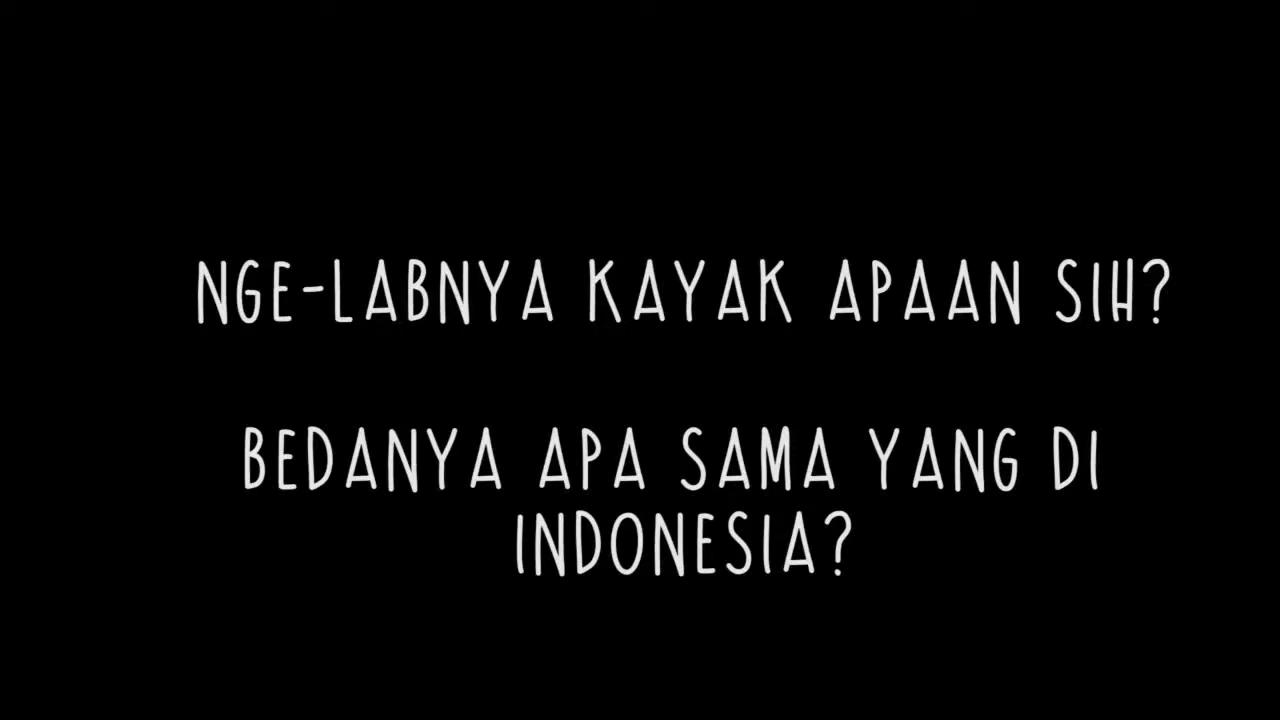 NGE-LABNYA KAYAK APAAN SIH?
BEDANYA APA SAMA YANG DI
INDONESIA?